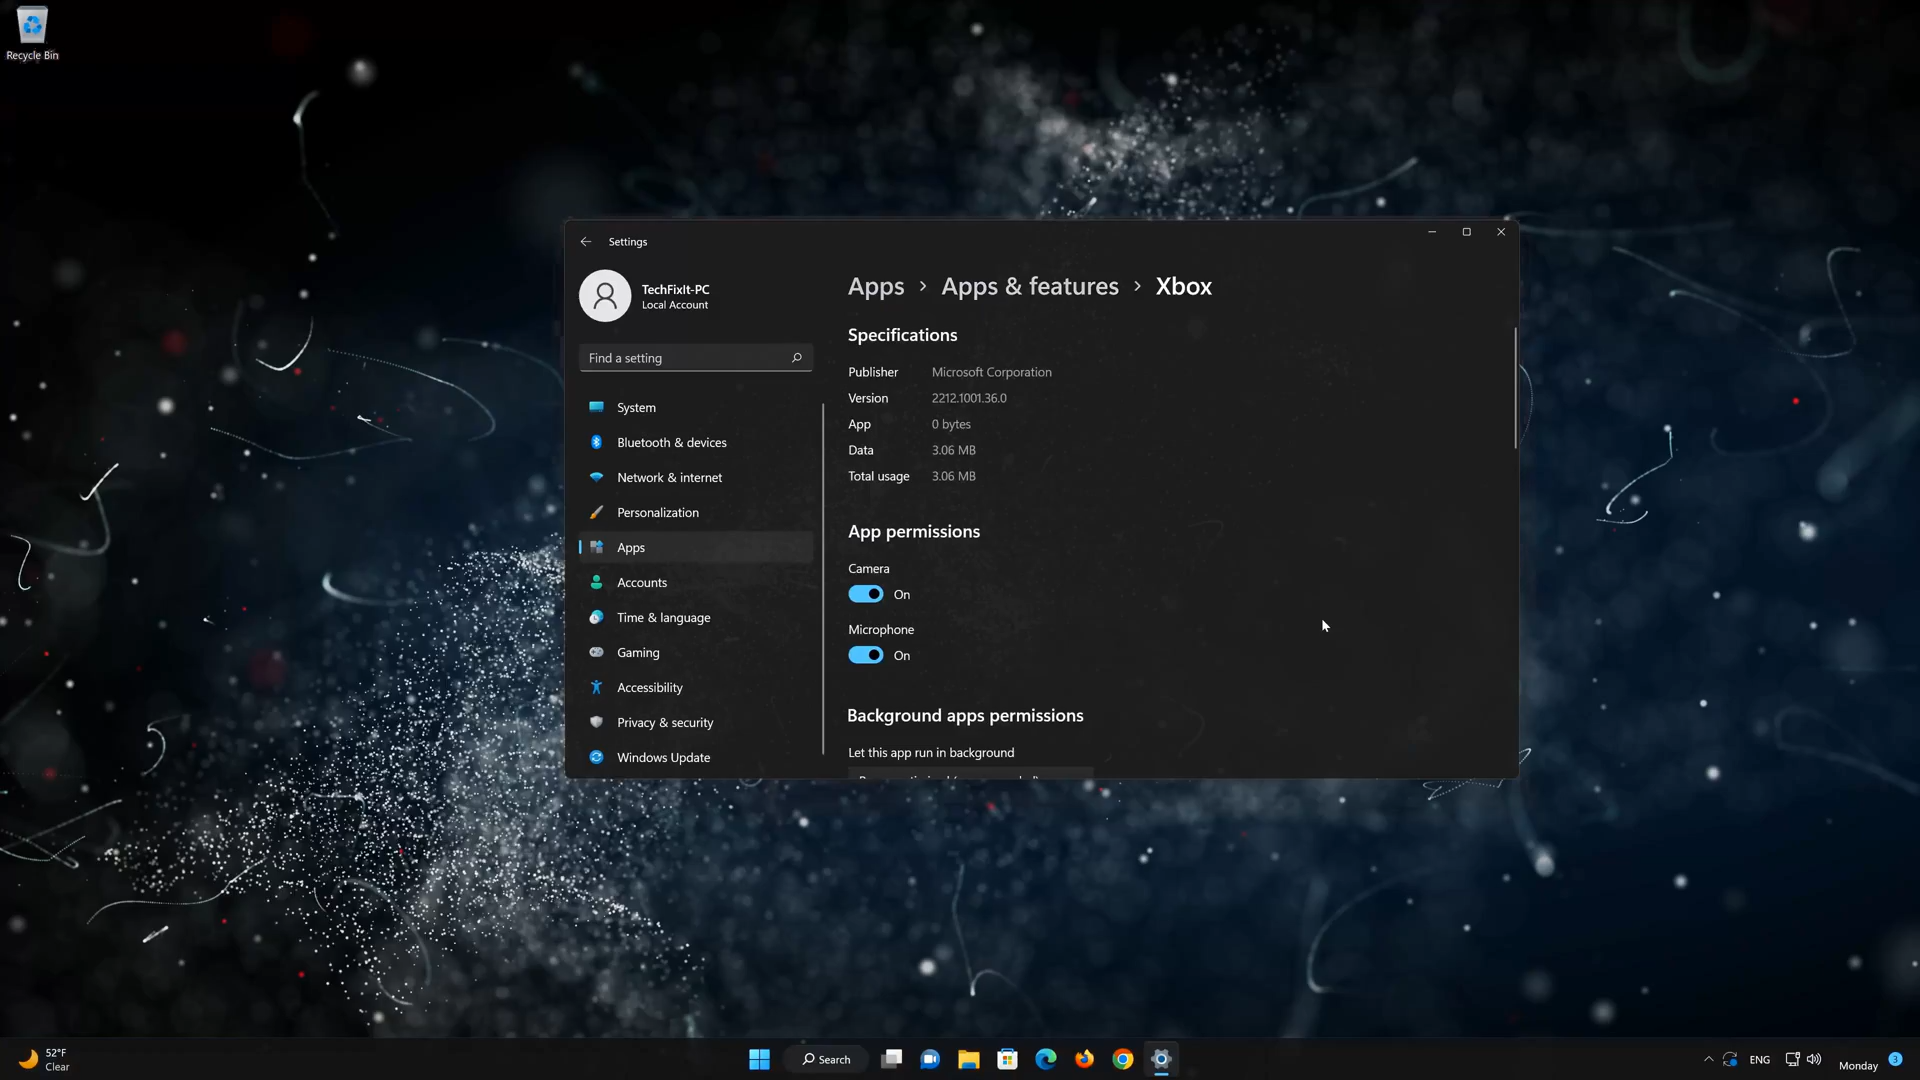 Recycle Bin
Settings
TechFixIt-PC
Local Account
Find a setting
System
Bluetooth & devices
Network & internet
Personalization
Apps
Accounts
Time & language
Gaming
Accessibility
Privacy & security
Windows Update
Apps > Apps & features > Xbox
Specifications
Publisher Microsoft Corporation
Version 2212.1001.36.0
App 0 bytes
Data 3.06 MB
Total usage 3.06 MB
App permissions
Camera
On
Microphone
On
Background apps permissions
Let this app run in background
52°F
Clear
Search
ENG
Monday
3